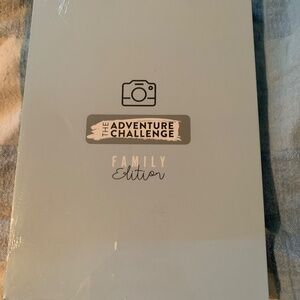 THE ADVENTURE
CHALLENGE
FAMILY
Edition